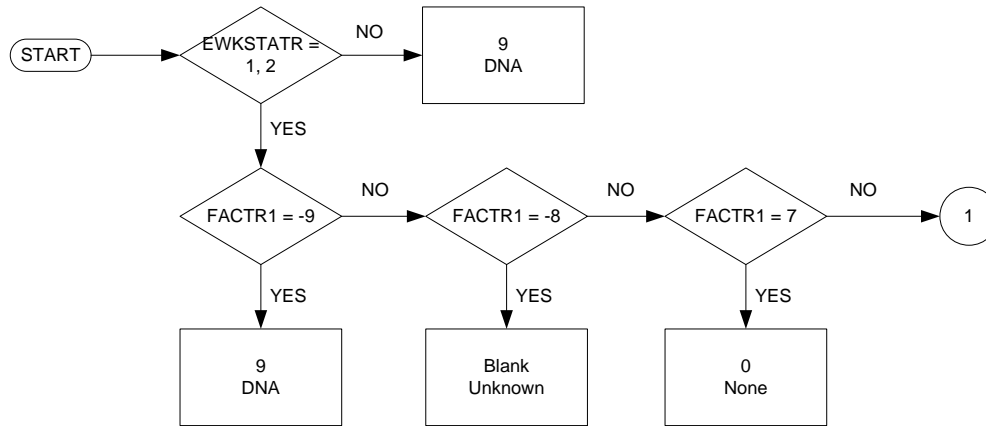 START
EWKSTATR =
1, 2
NO
9
DNA
YES
FACTR1 = -9
NO
FACTR1 = -8
NO
FACTR1 = 7
NO
1
YES
YES
YES
9
DNA
Blank
Unknown
0
None